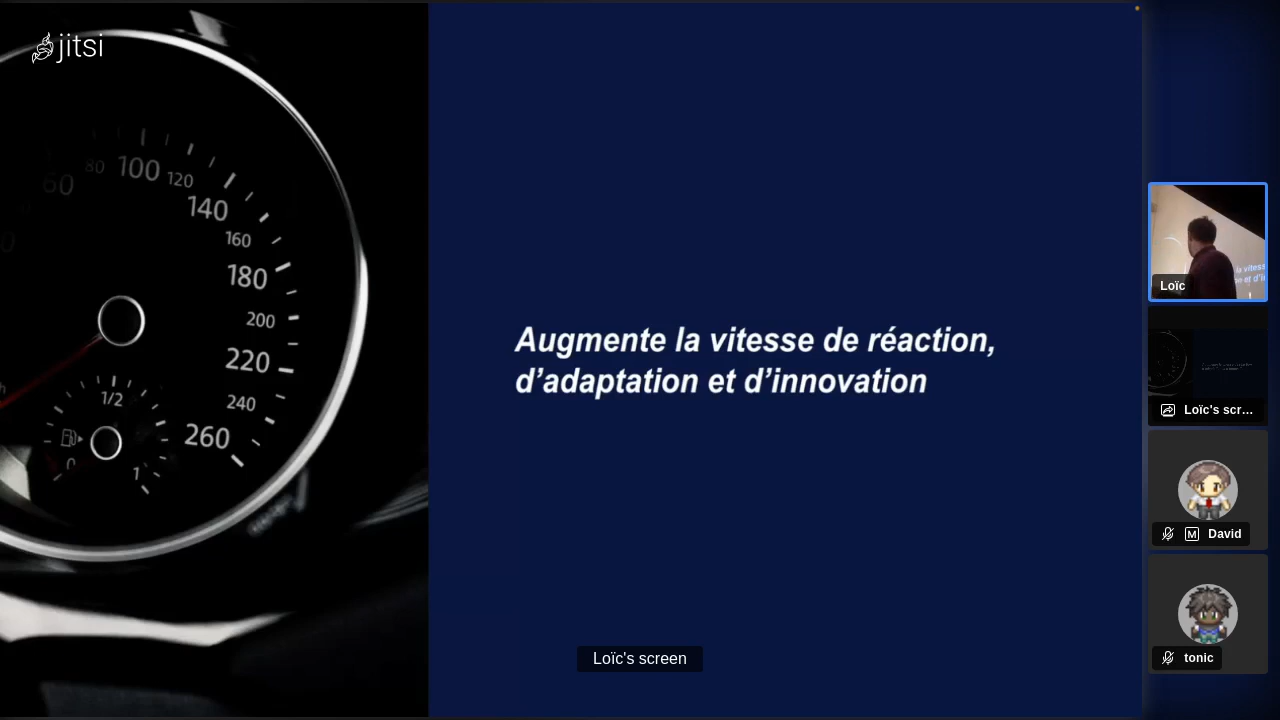 jitsi
60
80
100
120
140
160
180
200
220
240
260
1/2
0
1
Augmente la vitesse de réaction,
d'adaptation et d'innovation
Loïc's screen
Loïc
Loïc's scr...
M David
tonic